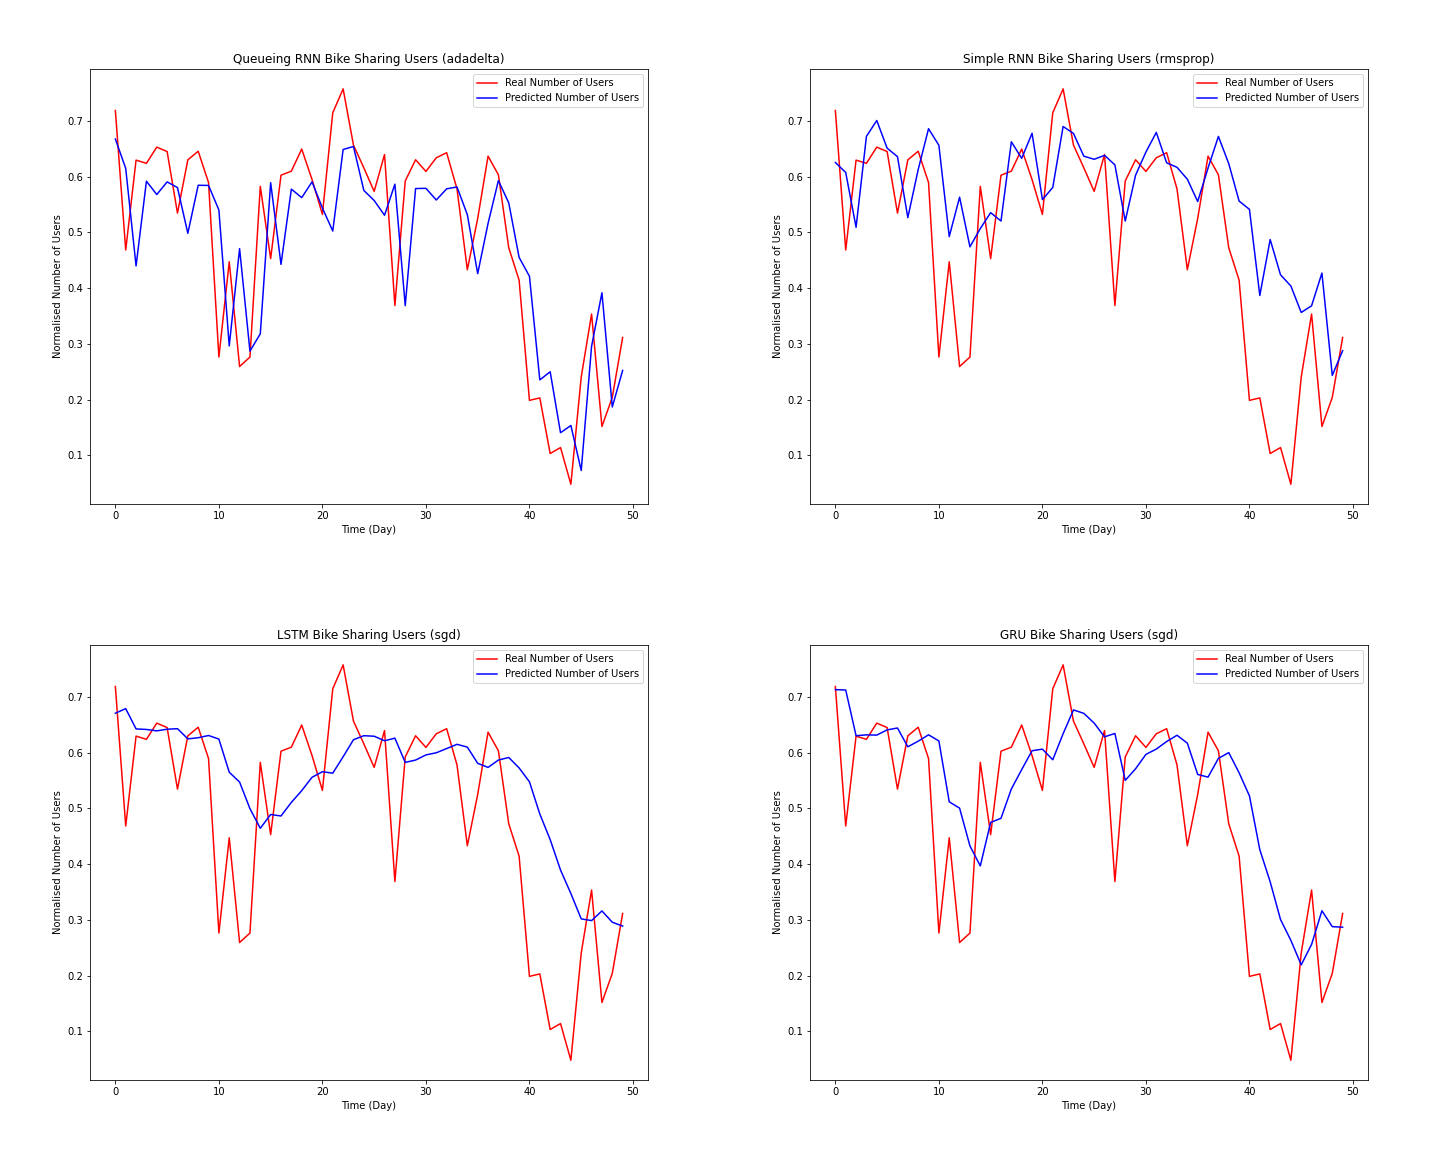 Queueing RNN Bike Sharing Users (adadelta)
Real Number of Users
Predicted Number of Users
Normalised Number of Users
0.7
0.6
0.5
0.4
0.3
0.2
0.1
0 10 20 30 40 50
Time (Day)
Simple RNN Bike Sharing Users (rmsprop)
Real Number of Users
Predicted Number of Users
Normalised Number of Users
0.7
0.6
0.5
0.4
0.3
0.2
0.1
0 10 20 30 40 50
Time (Day)
LSTM Bike Sharing Users (sgd)
Real Number of Users
Predicted Number of Users
Normalised Number of Users
0.7
0.6
0.5
0.4
0.3
0.2
0.1
0 10 20 30 40 50
Time (Day)
GRU Bike Sharing Users (sgd)
Real Number of Users
Predicted Number of Users
Normalised Number of Users
0.7
0.6
0.5
0.4
0.3
0.2
0.1
0 10 20 30 40 50
Time (Day)